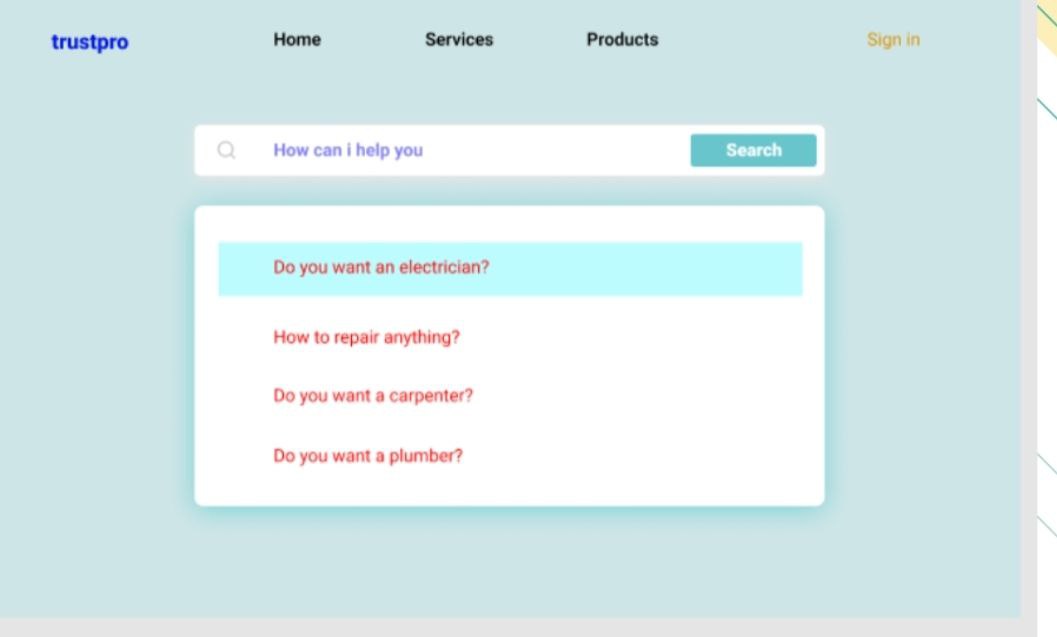 trustpro Home Services Products Sign in
How can i help you Search
Do you want an electrician?
How to repair anything?
Do you want a carpenter?
Do you want a plumber?